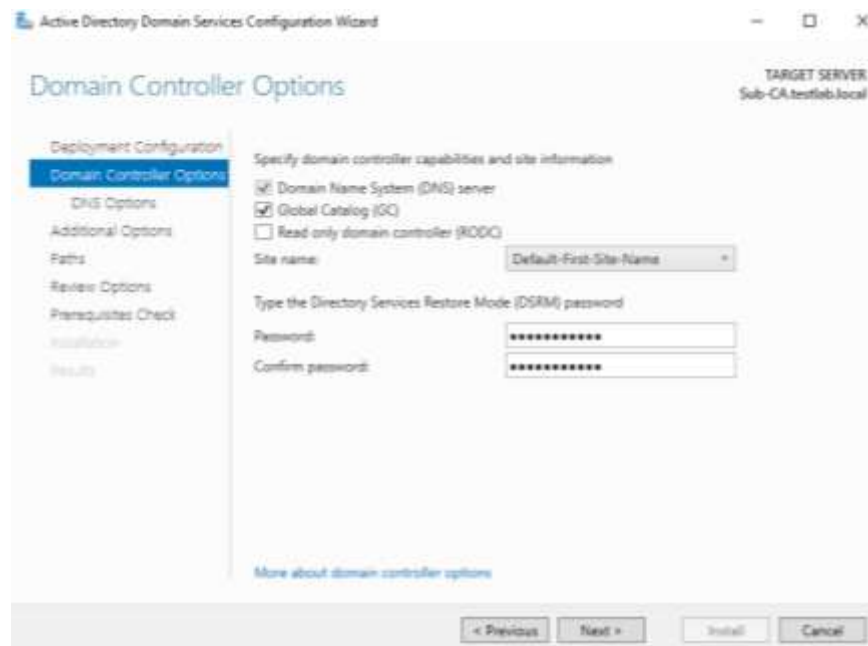 Active Directory Domain Services Configuration Wizard
Domain Controller Options
TARGET SERVER
Sub-CA.testlab.local
Deployment Configuration
Domain Controller Options
DNS Options
Additional Options
Paths
Review Options
Prerequisites Check
Installation
Results
Specify domain controller capabilities and site information
Domain Name System (DNS) server
Global Catalog (GC)
Read only domain controller (RODC)
Site name: Default-First-Site-Name
Type the Directory Services Restore Mode (DSRM) password
Password: •••••••••••
Confirm password: •••••••••••
More about domain controller options
< Previous Next > Install Cancel